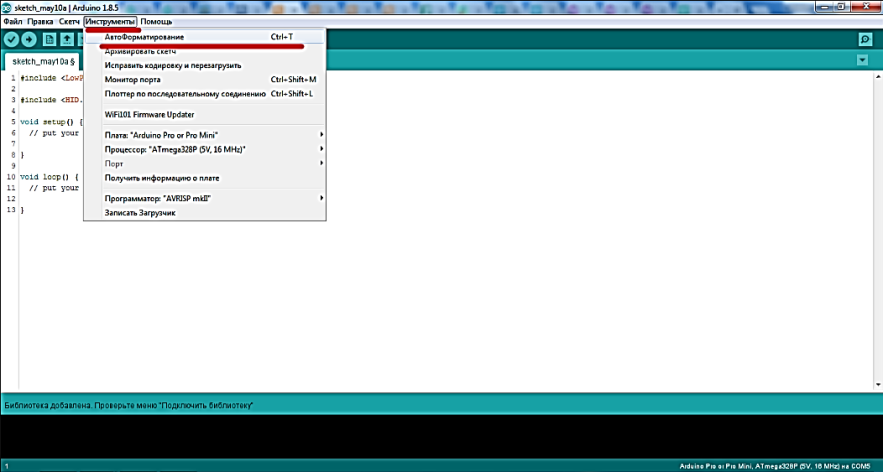 sketch_may10a | Arduino 1.8.5
Файл Правка Скетч Инструменты Помощь
АвтоФорматирование Ctrl+T
Архивировать скетч
Исправить кодировку и перезагрузить
Монитор порта Ctrl+Shift+M
Плоттер по последовательному соединению Ctrl+Shift+L
WiFi101 Firmware Updater
Плата: "Arduino Pro or Pro Mini"
Процессор: "ATmega328P (5V, 16 MHz)"
Порт
Получить информацию о плате
Программатор: "AVRISP mkII"
Записать Загрузчик
sketch_may10a §
1 #include <LowP
2
3 #include <HID.
4
5 void setup() {
6 // put your
7
8 }
9
10 void loop() {
11 // put your
12
13 }
Библиотека добавлена. Проверьте меню "Подключить библиотеку"
1 Arduino Pro or Pro Mini, ATmega328P (5V, 16 MHz) на COM5